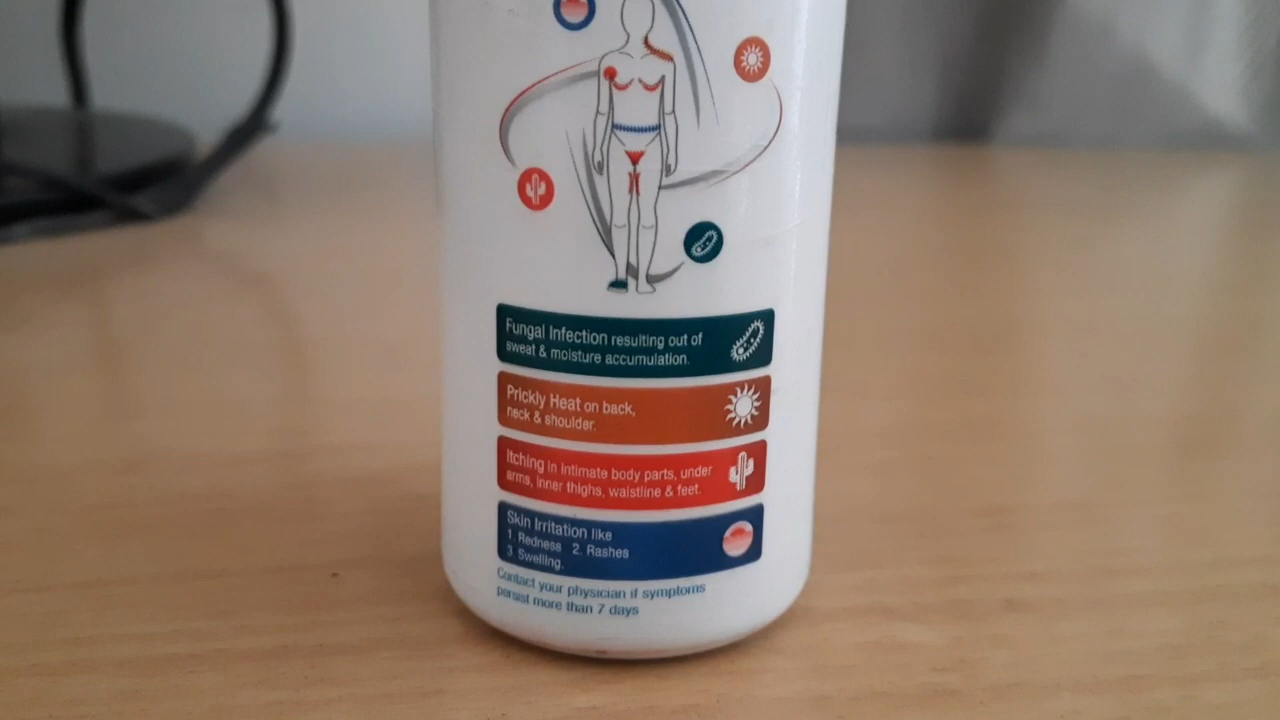 Fungal Infection resulting out of
sweat & moisture accumulation.
Prickly Heat on back,
neck & shoulder.
Itching in intimate body parts, under
arms, inner thighs, waistline & feet.
Skin Irritation like
1. Redness 2. Rashes
3. Swelling.
Contact your physician if symptoms
persist more than 7 days